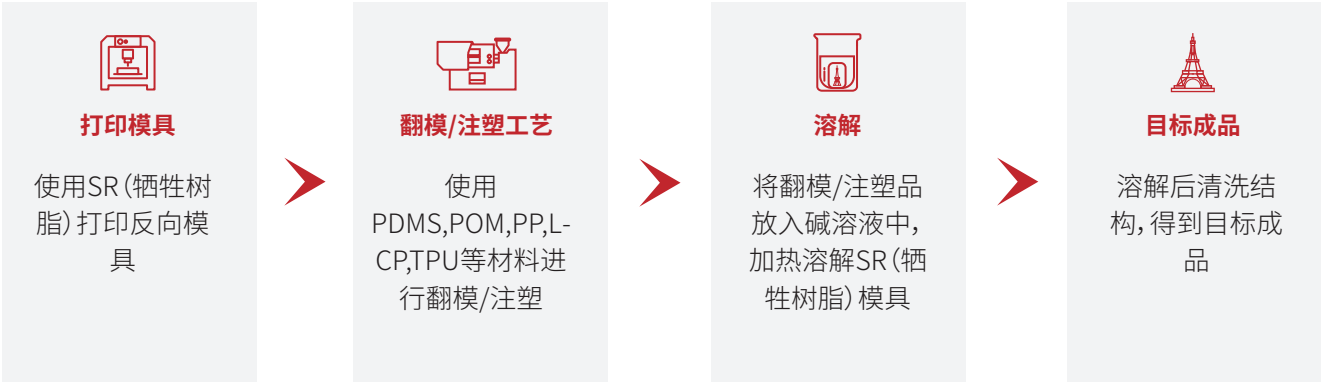 打印模具
使用SR(牺牲树
脂)打印反向模
具
翻模/注塑工艺
使用
PDMS,POM,PP,L-
CP,TPU等材料进
行翻模/注塑
溶解
将翻模/注塑品
放入碱溶液中,
加热溶解SR(牺
牲树脂)模具
目标成品
溶解后清洗结
构,得到目标成
品